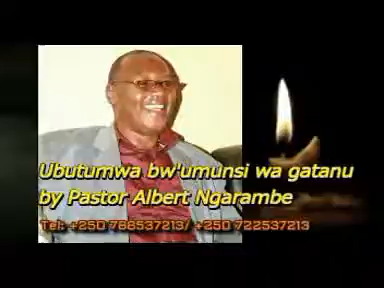 Ubutumwa bw'umunsi wa gatanu
by Pastor Albert Ngarambe
Tel: +250 788537213/ +250 722537213